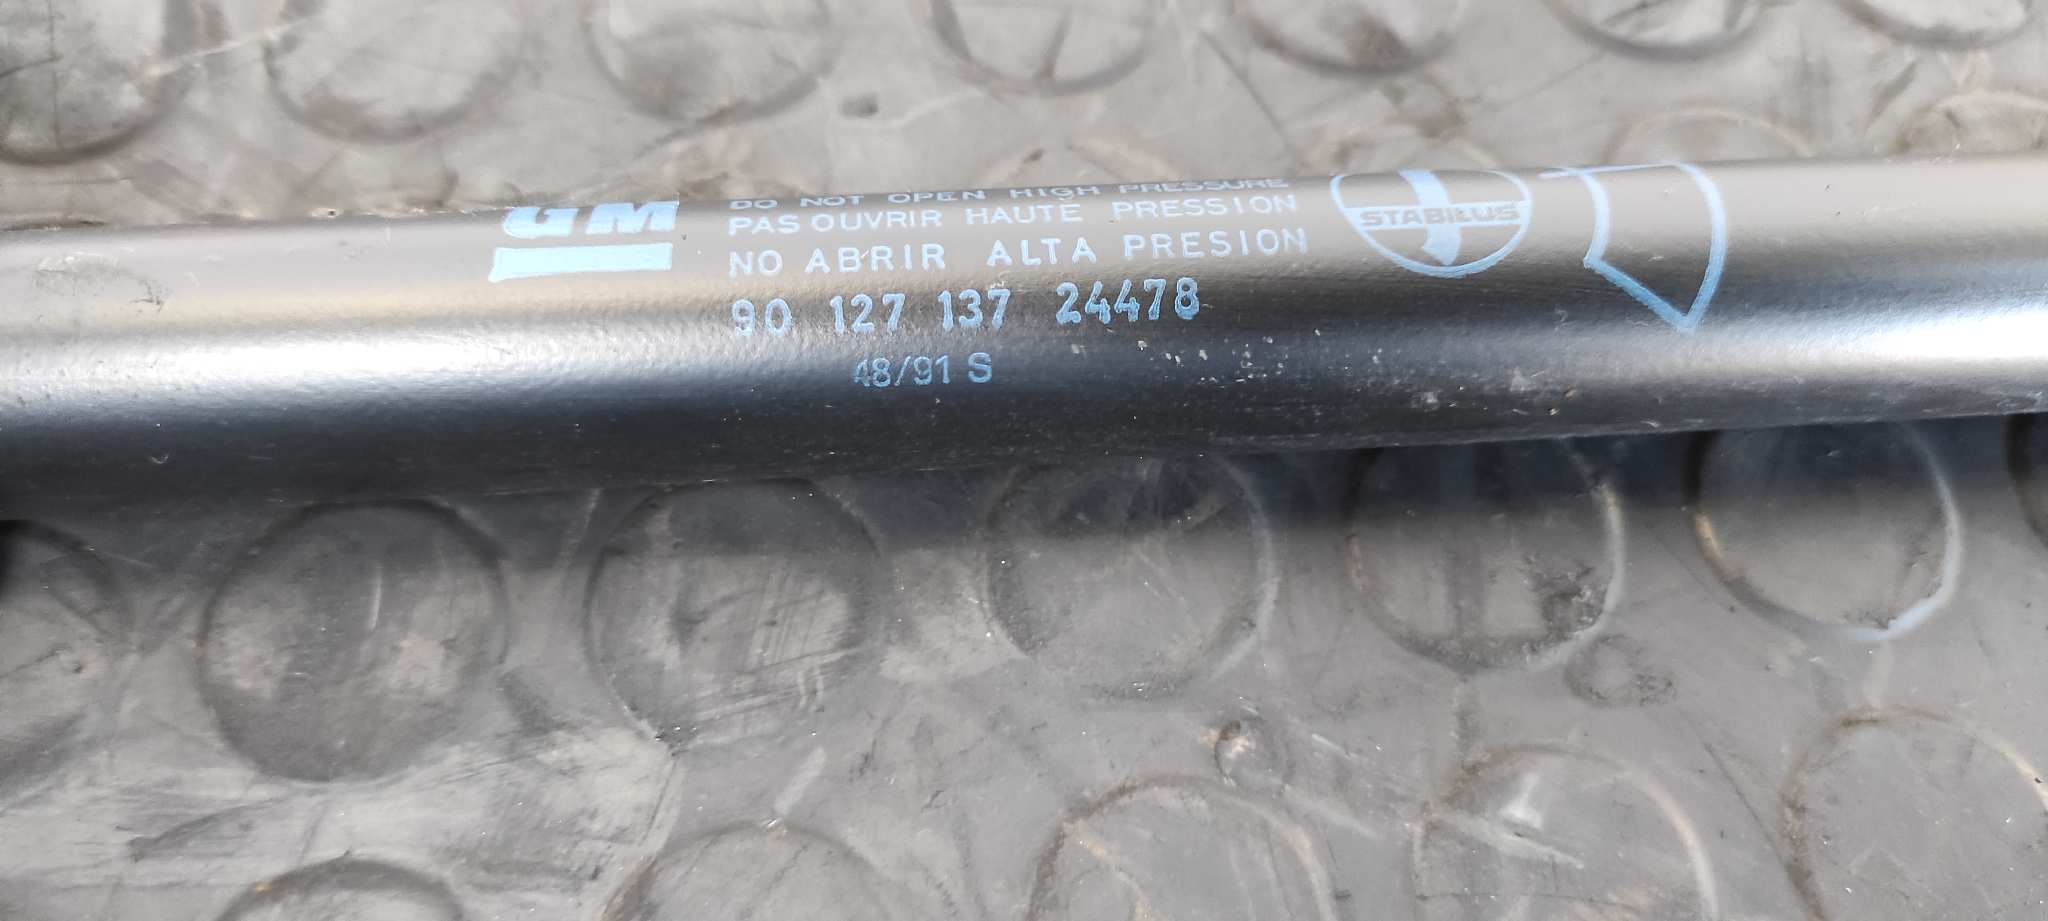 GM
DO NOT OPEN HIGH PRESSURE
PAS OUVRIR HAUTE PRESSION
NO ABRIR ALTA PRESION
90 127 137 24478
48/91 S
STABILUS